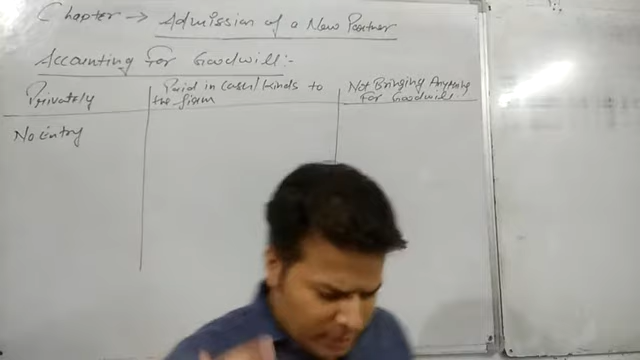 Chapter → Admission of a New Partner
Accounting For Goodwill:-
Privately
Paid in cash/kinds to
the firm
Not Bringing Anything
For Goodwill
No Entry